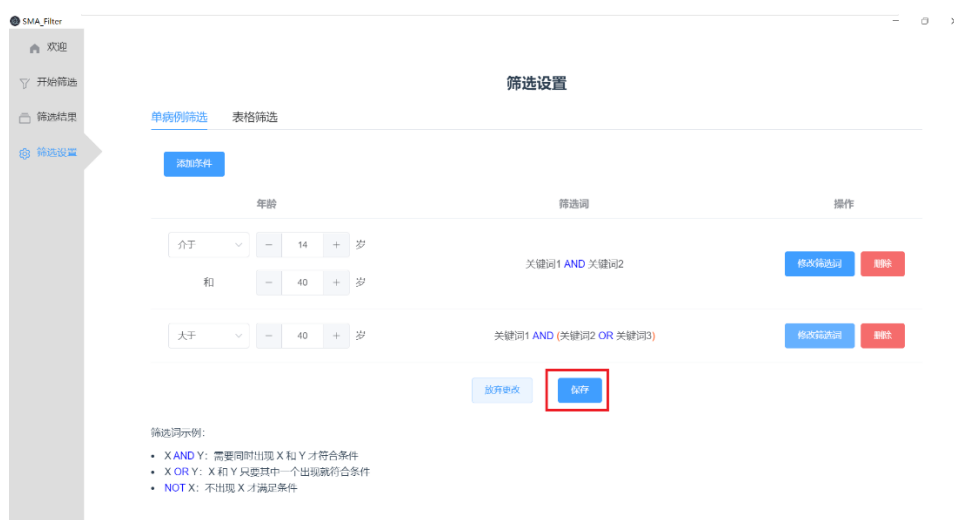 SMA_Filter
欢迎
开始筛选
筛选结果
筛选设置
筛选设置
单病例筛选 表格筛选
添加条件
年龄 筛选词 操作
介于 − 14 + 岁
和 − 40 + 岁
关键词1 AND 关键词2 修改筛选词 删除
大于 − 40 + 岁 关键词1 AND (关键词2 OR 关键词3) 修改筛选词 删除
放弃更改 保存
筛选词示例：
• X AND Y：需要同时出现 X 和 Y 才符合条件
• X OR Y：X 和 Y 只要其中一个出现就符合条件
• NOT X：不出现 X 才满足条件